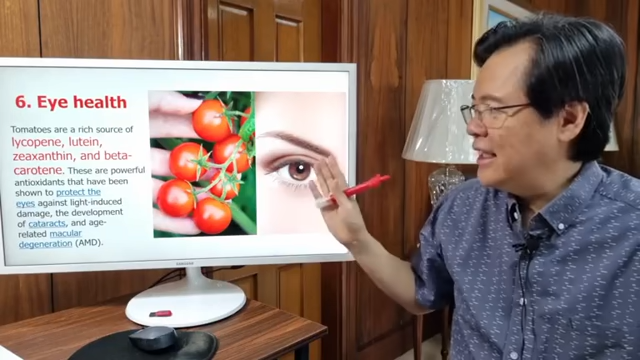 6. Eye health
Tomatoes are a rich source of
lycopene, lutein,
zeaxanthin, and beta-
carotene. These are powerful
antioxidants that have been
shown to protect the
eyes against light-induced
damage, the development
of cataracts, and age-
related macular
degeneration (AMD).
SAMSUNG